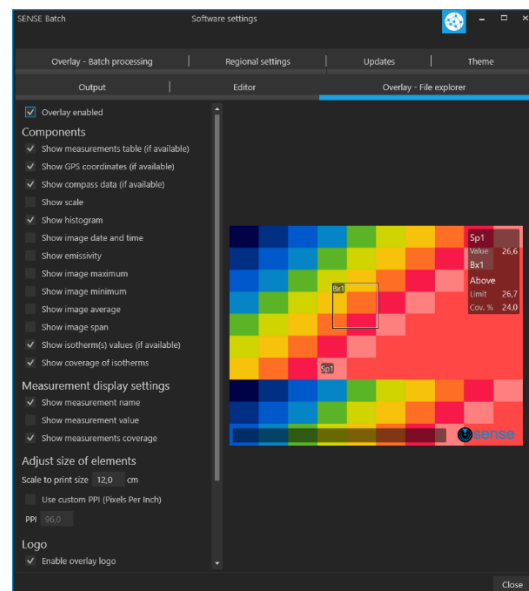 SENSE Batch
Software settings
Overlay - Batch processing
Regional settings
Updates
Theme
Output
Editor
Overlay - File explorer
Overlay enabled
Components
Show measurements table (if available)
Show GPS coordinates (if available)
Show compass data (if available)
Show scale
Show histogram
Show image date and time
Show emissivity
Show image maximum
Show image minimum
Show image average
Show image span
Show isotherm(s) values (if available)
Show coverage of isotherms
Measurement display settings
Show measurement name
Show measurement value
Show measurements coverage
Adjust size of elements
Scale to print size 12,0 cm
Use custom PPI (Pixels Per Inch)
PPI 96,0
Logo
Enable overlay logo
Sp1
Value 26,6
Bx1
Above
Limit 26,7
Cov. % 24,0
Bx1
Sp1
sense
Close